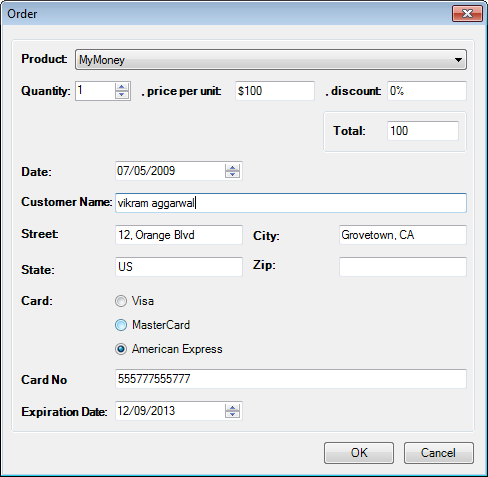 Order
Product: MyMoney
Quantity: 1 , price per unit: $100 , discount: 0%
Total: 100
Date: 07/05/2009
Customer Name: vikram aggarwal
Street: 12, Orange Blvd City: Grovetown, CA
State: US Zip:
Card: Visa
MasterCard
American Express
Card No 555777555777
Expiration Date: 12/09/2013
OK Cancel